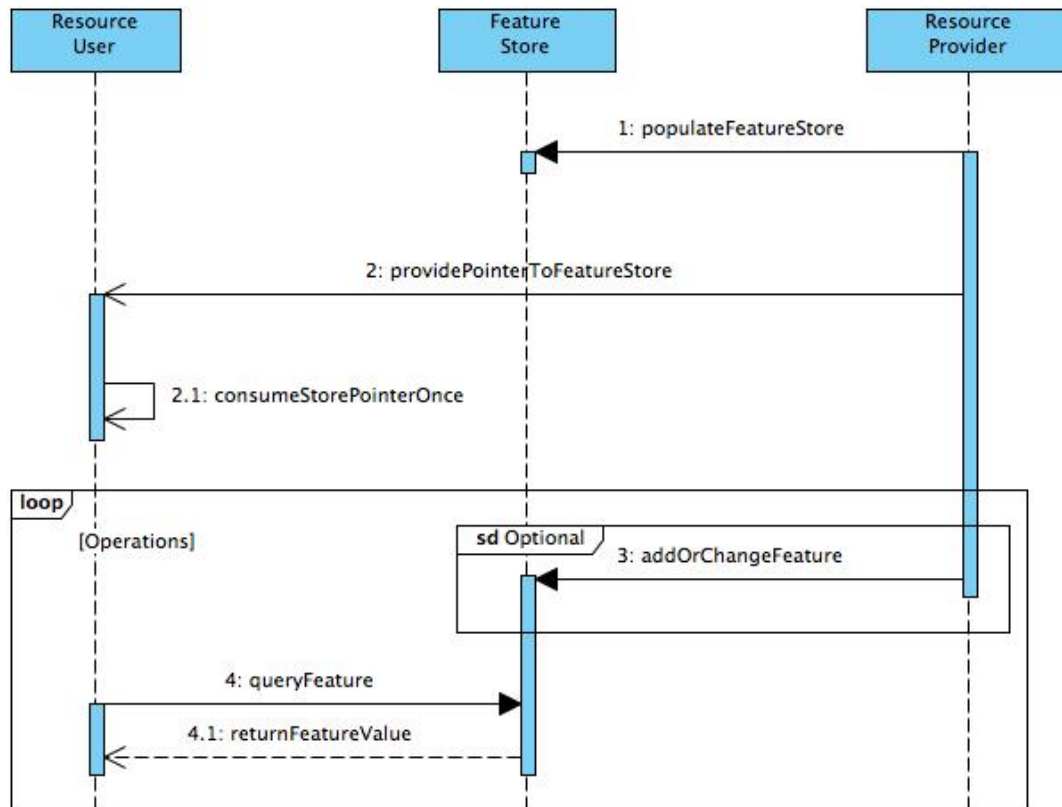 Resource
User
Feature
Store
Resource
Provider
1: populateFeatureStore
2: providePointerToFeatureStore
2.1: consumeStorePointerOnce
loop
[Operations]
sd Optional
3: addOrChangeFeature
4: queryFeature
4.1: returnFeatureValue